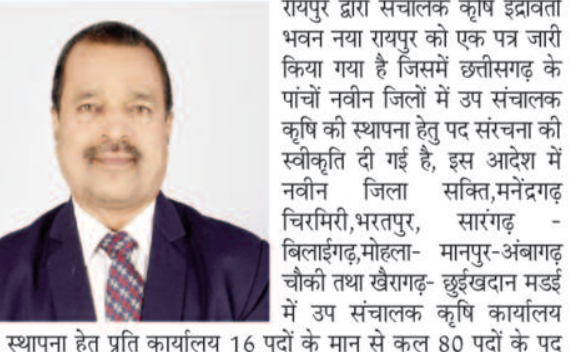 रायपुर द्वारा संचालक कृषि इंद्रावती
भवन नया रायपुर को एक पत्र जारी
किया गया है जिसमें छत्तीसगढ़ के
पांचों नवीन जिलों में उप संचालक
कृषि की स्थापना हेतु पद संरचना की
स्वीकृति दी गई है, इस आदेश में
नवीन जिला सक्ति,मनेंद्रगढ़
चिरमिरी,भरतपुर, सारंगढ़ -
बिलाईगढ़,मोहला- मानपुर-अंबागढ़
चौकी तथा खैरागढ़- छुईखदान मडई
में उप संचालक कृषि कार्यालय
स्थापना हेतु प्रति कार्यालय 16 पदों के मान से कुल 80 पदों के पद